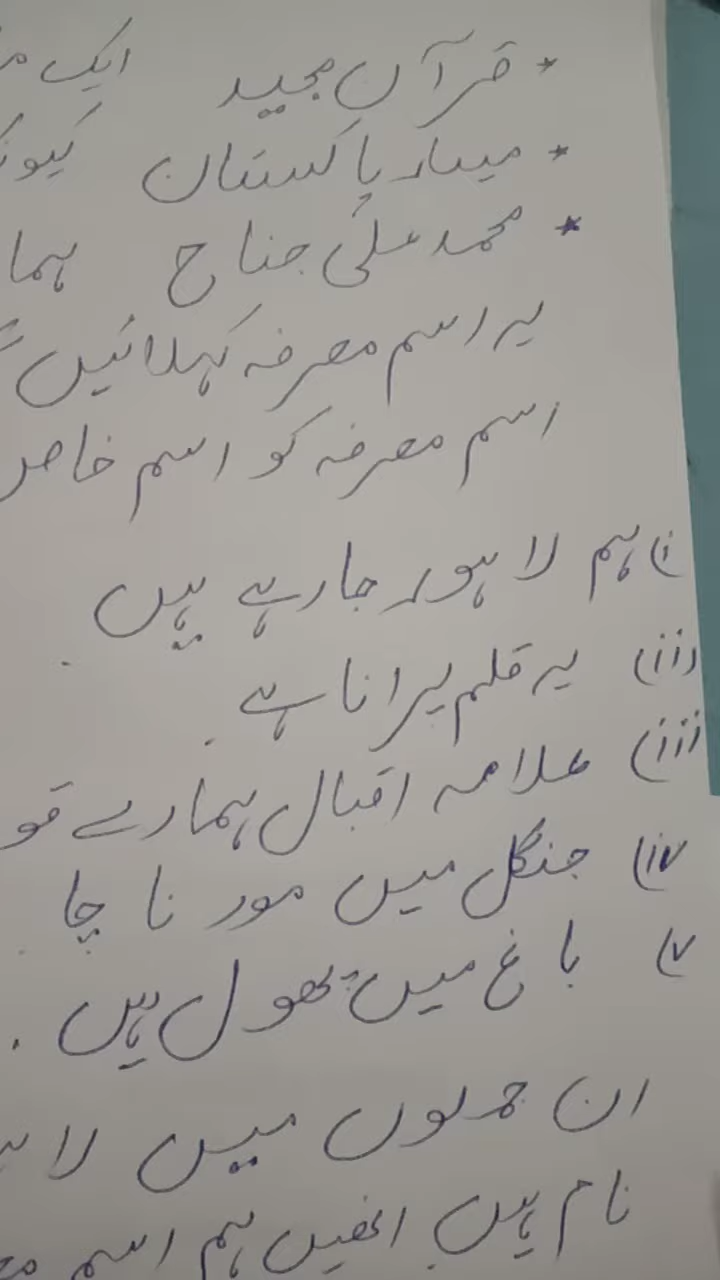 * قرآن مجید ایک
* مینار پاکستان
* محمد علی جناح ہما
یہ اسم معرفہ کہلائیں
اسم معرفہ کو اسم خاص
i) ہم لاہور جا رہے ہیں
(ii) یہ قلم پرانا ہے
(iii) علامہ اقبال ہمارے قو
(iv) جنگل میں مور ناچا
(v) باغ میں پھول ہیں۔
ان جملوں میں لا
نام ہیں انھیں ہم اسم